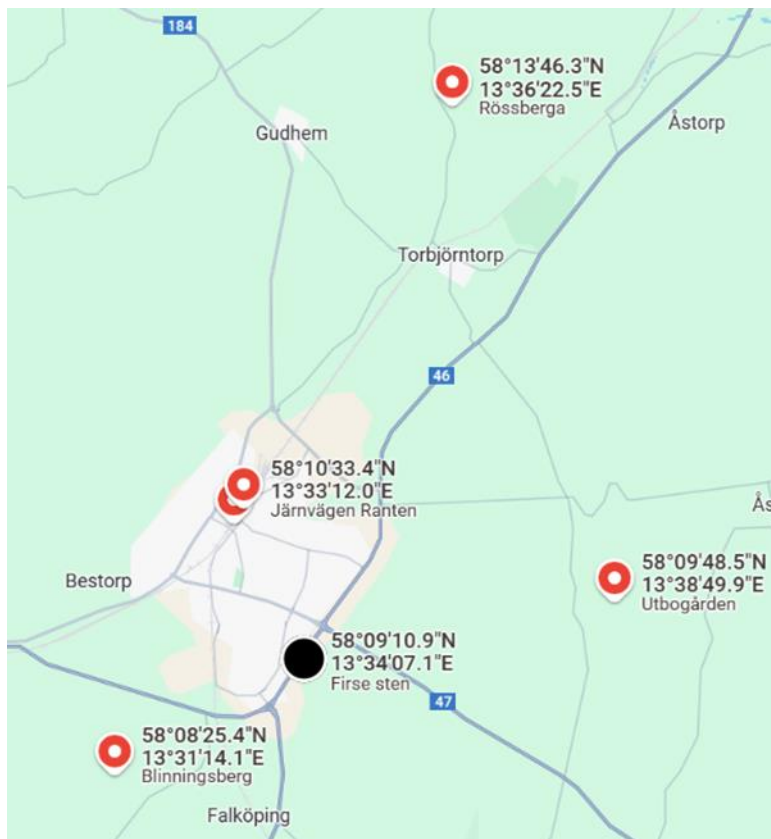 184
58°13'46.3"N
13°36'22.5"E
Rössberga
Åstorp
Gudhem
Torbjörntorp
46
58°10'33.4"N
13°33'12.0"E
Järnvägen Ranten
Ås
Bestorp
58°09'48.5"N
13°38'49.9"E
Utbogården
58°09'10.9"N
13°34'07.1"E
Firse sten
47
58°08'25.4"N
13°31'14.1"E
Blinningsberg
Falköping